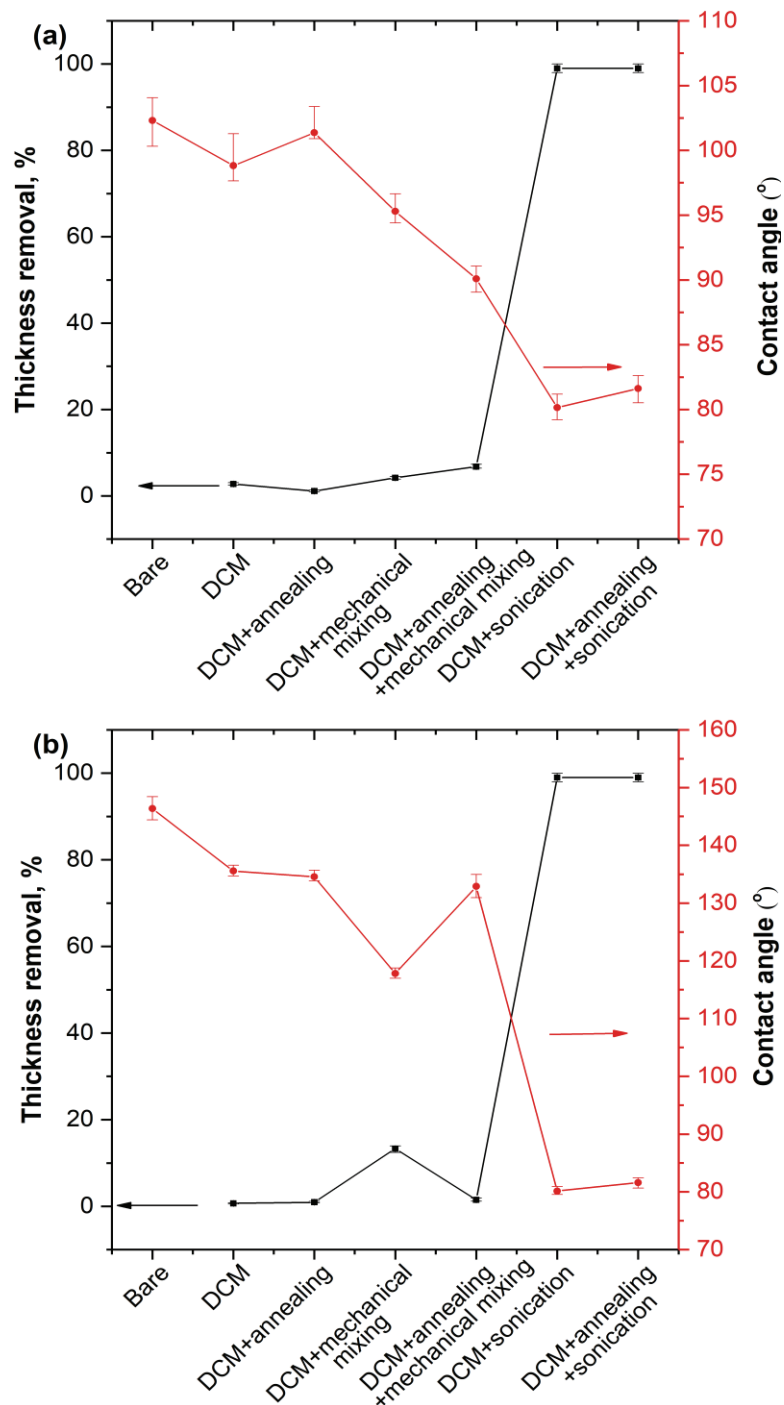 (a)
Thickness removal, %
100
80
60
40
20
0
110
105
100
95
90
85
80
75
70
Contact angle (°)
Bare
DCM
DCM+annealing
DCM+mechanical
mixing
DCM+annealing
+mechanical mixing
DCM+sonication
DCM+annealing
+sonication
(b)
Thickness removal, %
100
80
60
40
20
0
160
150
140
130
120
110
100
90
80
70
Contact angle (°)
Bare
DCM
DCM+annealing
DCM+mechanical
mixing
DCM+annealing
+mechanical mixing
DCM+sonication
DCM+annealing
+sonication